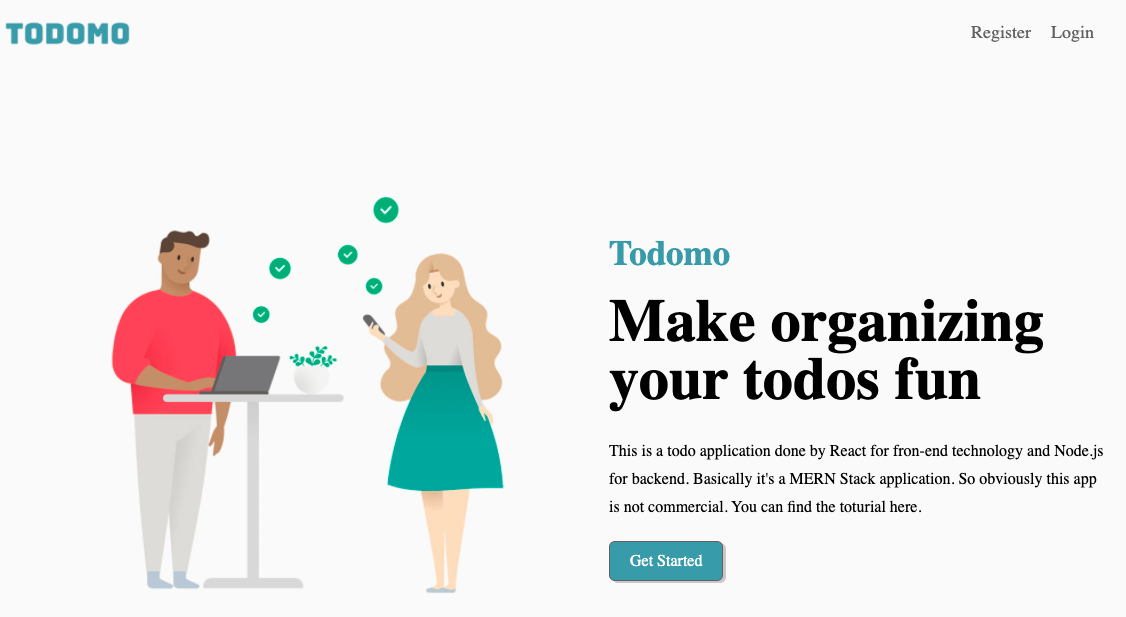 TODOMO
Register Login
Todomo
Make organizing
your todos fun
This is a todo application done by React for fron-end technology and Node.js
for backend. Basically it's a MERN Stack application. So obviously this app
is not commercial. You can find the toturial here.
Get Started